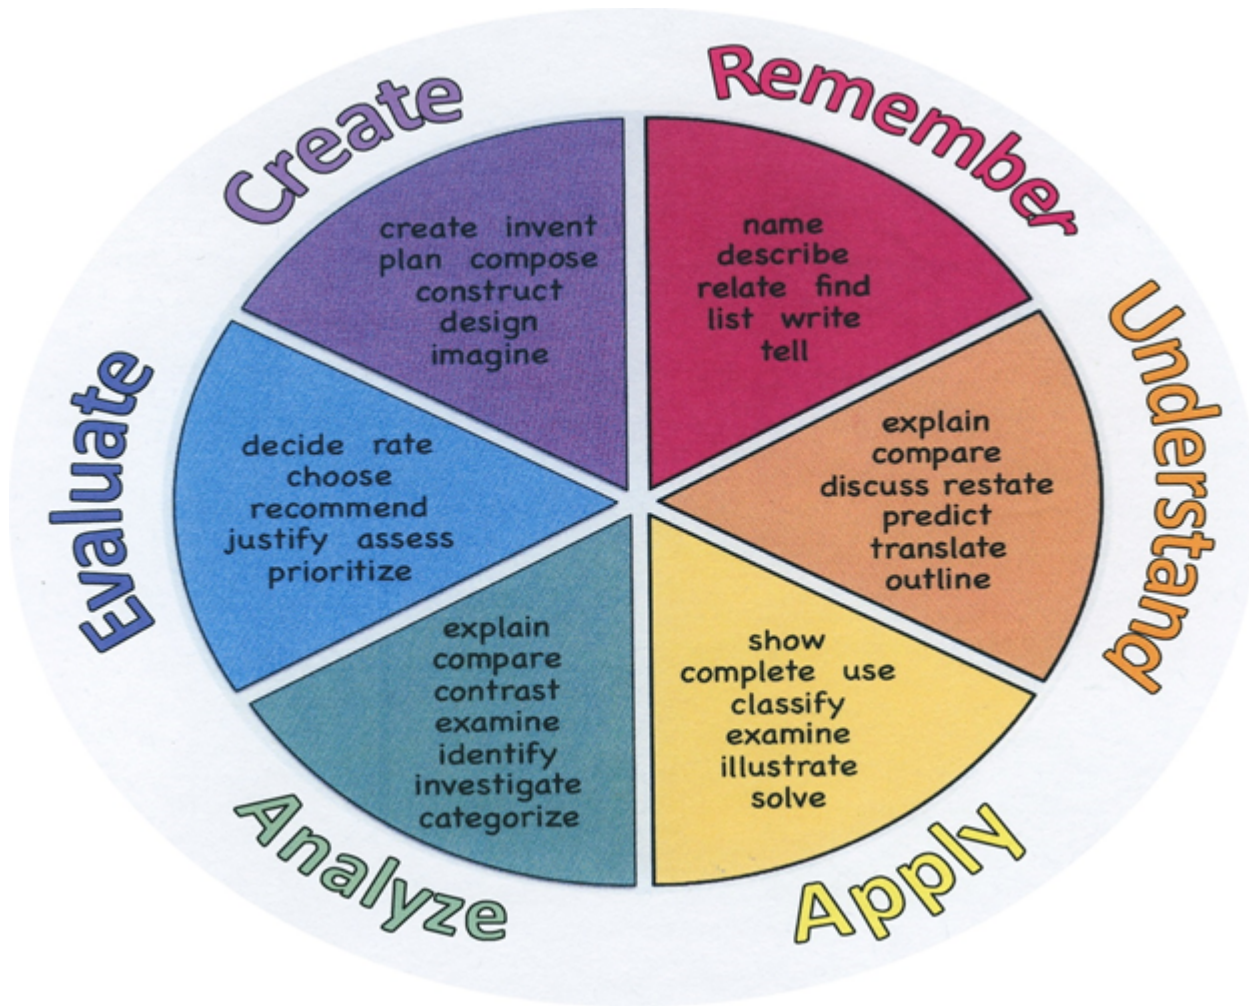 Remember
name
describe
relate find
list write
tell
Understand
explain
compare
discuss restate
predict
translate
outline
Apply
show
complete use
classify
examine
illustrate
solve
Analyze
explain
compare
contrast
examine
identify
investigate
categorize
Evaluate
decide rate
choose
recommend
justify assess
prioritize
Create
create invent
plan compose
construct
design
imagine